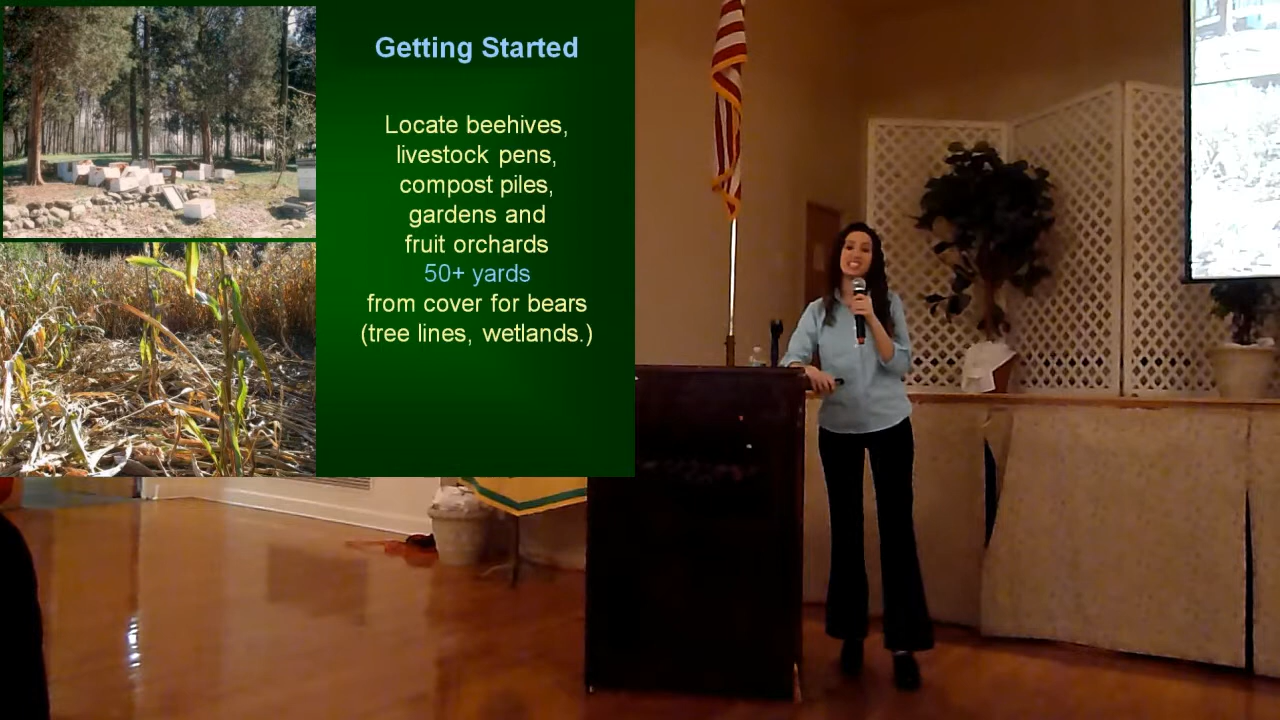 Getting Started
Locate beehives,
livestock pens,
compost piles,
gardens and
fruit orchards
50+ yards
from cover for bears
(tree lines, wetlands.)